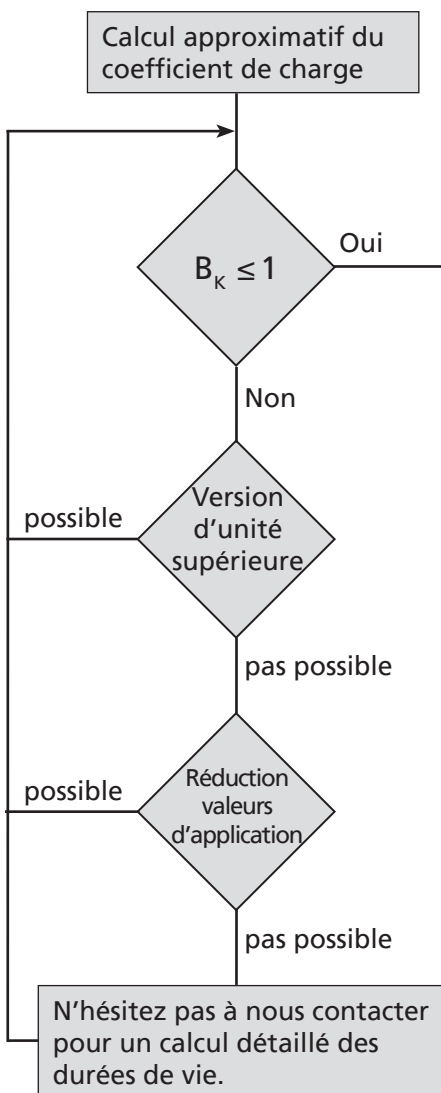 Calcul approximatif du
coefficient de charge
Oui
B_K ≤ 1
Non
Version
d’unité
supérieure
possible
pas possible
Réduction
valeurs
d’application
possible
pas possible
N’hésitez pas à nous contacter
pour un calcul détaillé des
durées de vie.